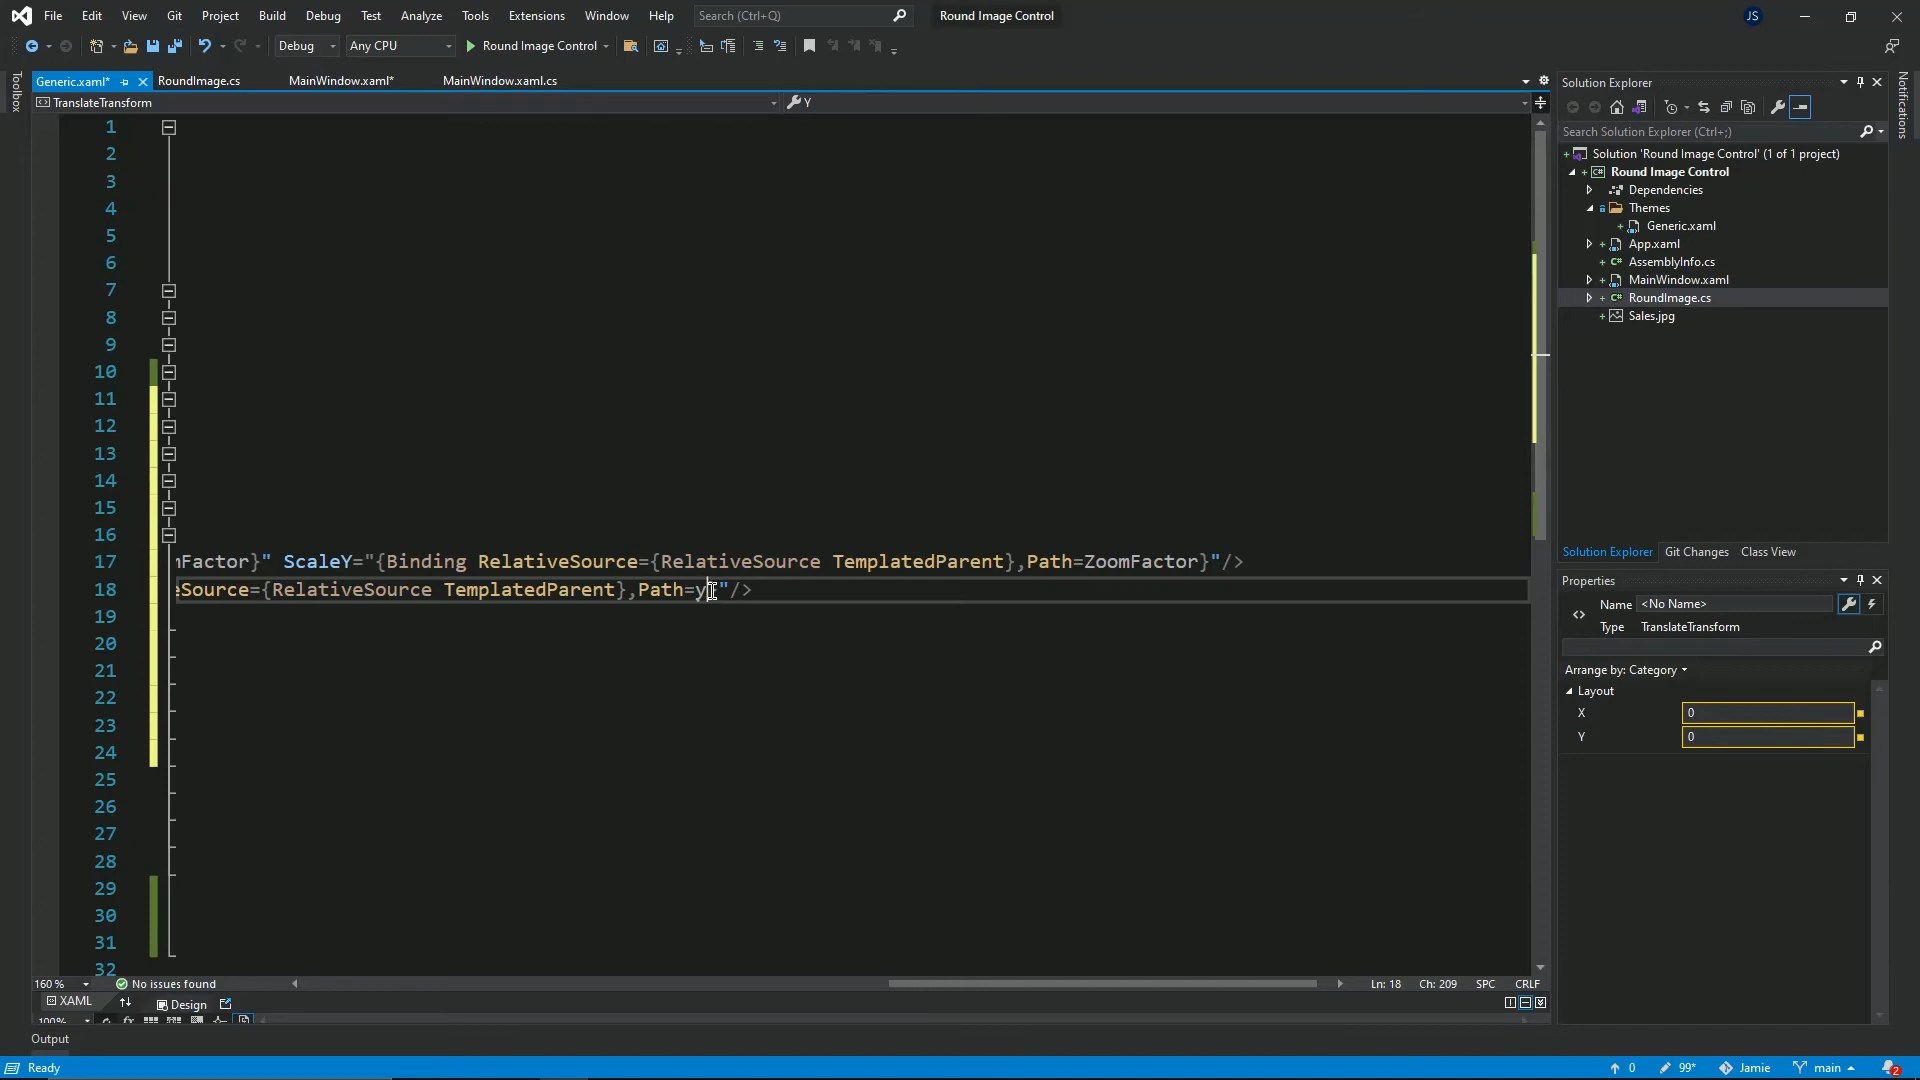 File Edit View Git Project Build Debug Test Analyze Tools Extensions Window Help Search (Ctrl+Q) Round Image Control JS
Debug Any CPU Round Image Control
Toolbox
Generic.xaml* RoundImage.cs MainWindow.xaml* MainWindow.xaml.cs
TranslateTransform Y
1
2
3
4
5
6
7
8
9
10
11
12
13
14
15
16
17 mFactor}" ScaleY="{Binding RelativeSource={RelativeSource TemplatedParent},Path=ZoomFactor}"/>
18 eSource={RelativeSource TemplatedParent},Path=y}"/>
19
20
21
22
23
24
25
26
27
28
29
30
31
32
160 % No issues found Ln: 18 Ch: 209 SPC CRLF
XAML Design
100%
Output
Ready 0 99* Jamie main 2
Solution Explorer
Search Solution Explorer (Ctrl+;)
Solution 'Round Image Control' (1 of 1 project)
Round Image Control
Dependencies
Themes
Generic.xaml
App.xaml
AssemblyInfo.cs
MainWindow.xaml
RoundImage.cs
Sales.jpg
Solution Explorer Git Changes Class View
Properties
Name <No Name>
Type TranslateTransform
Arrange by: Category
Layout
X 0
Y 0
Notifications